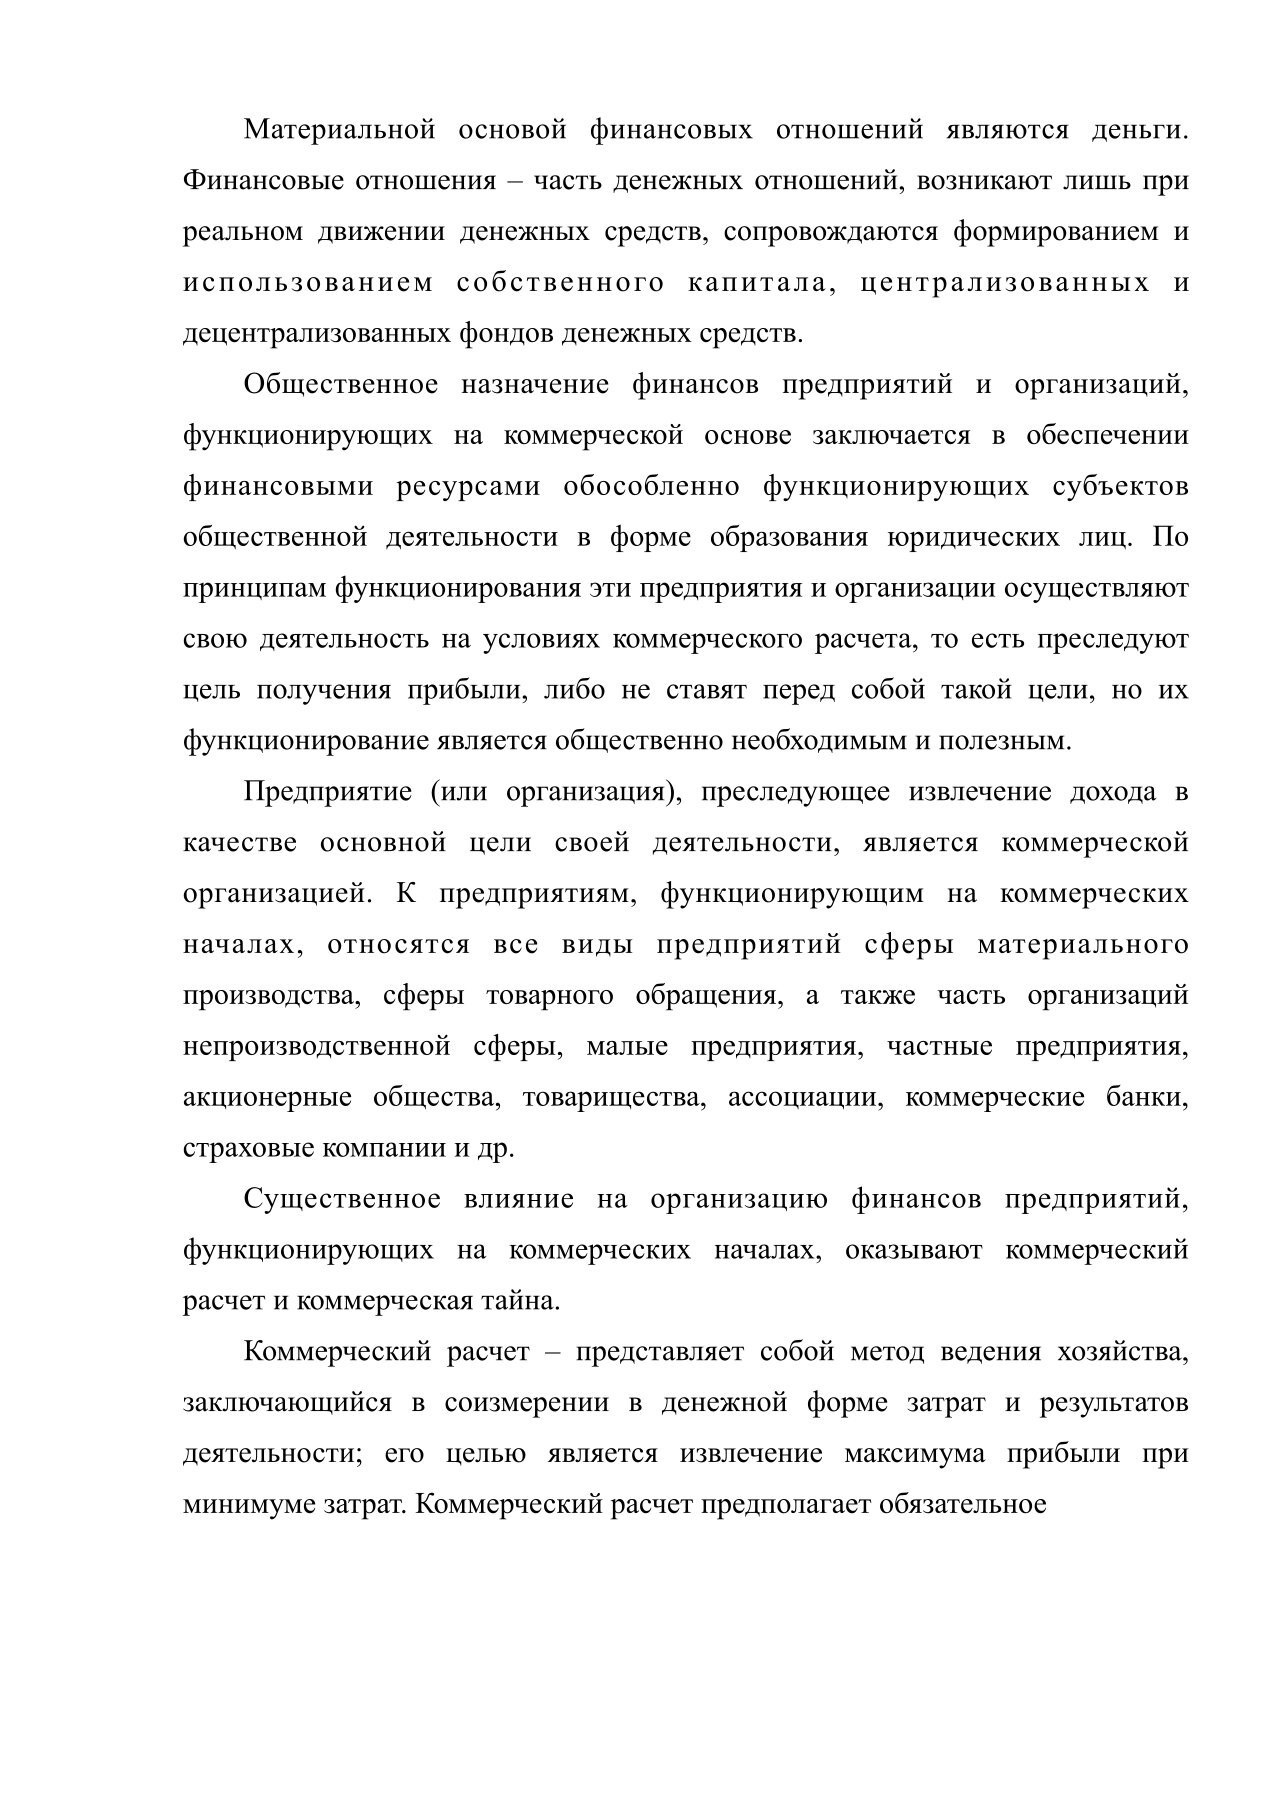 Материальной основой финансовых отношений являются деньги.
Финансовые отношения – часть денежных отношений, возникают лишь при
реальном движении денежных средств, сопровождаются формированием и
использованием собственного капитала, централизованных и
децентрализованных фондов денежных средств.
Общественное назначение финансов предприятий и организаций,
функционирующих на коммерческой основе заключается в обеспечении
финансовыми ресурсами обособленно функционирующих субъектов
общественной деятельности в форме образования юридических лиц. По
принципам функционирования эти предприятия и организации осуществляют
свою деятельность на условиях коммерческого расчета, то есть преследуют
цель получения прибыли, либо не ставят перед собой такой цели, но их
функционирование является общественно необходимым и полезным.
Предприятие (или организация), преследующее извлечение дохода в
качестве основной цели своей деятельности, является коммерческой
организацией. К предприятиям, функционирующим на коммерческих
началах, относятся все виды предприятий сферы материального
производства, сферы товарного обращения, а также часть организаций
непроизводственной сферы, малые предприятия, частные предприятия,
акционерные общества, товарищества, ассоциации, коммерческие банки,
страховые компании и др.
Существенное влияние на организацию финансов предприятий,
функционирующих на коммерческих началах, оказывают коммерческий
расчет и коммерческая тайна.
Коммерческий расчет – представляет собой метод ведения хозяйства,
заключающийся в соизмерении в денежной форме затрат и результатов
деятельности; его целью является извлечение максимума прибыли при
минимуме затрат. Коммерческий расчет предполагает обязательное